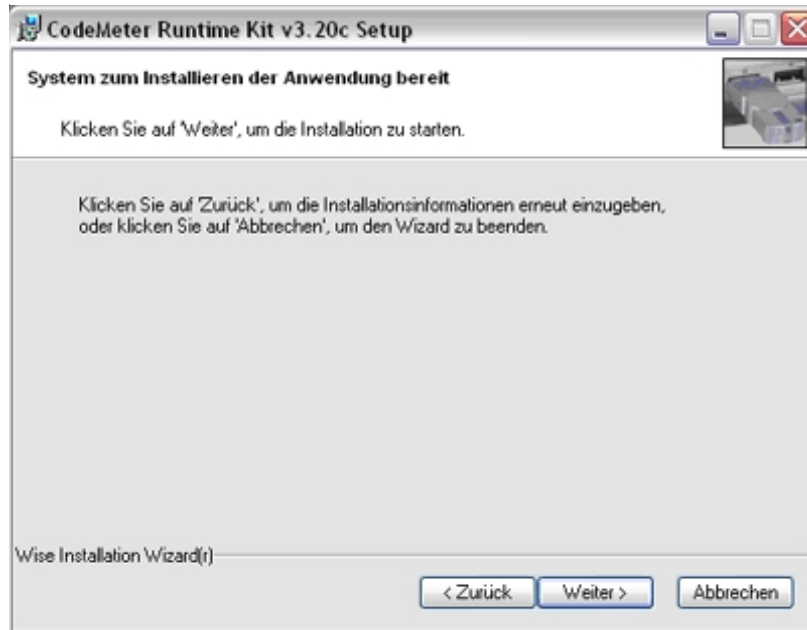 CodeMeter Runtime Kit v3.20c Setup
System zum Installieren der Anwendung bereit
Klicken Sie auf 'Weiter', um die Installation zu starten.
Klicken Sie auf 'Zurück', um die Installationsinformationen erneut einzugeben,
oder klicken Sie auf 'Abbrechen', um den Wizard zu beenden.
Wise Installation Wizard(r)
< Zurück Weiter > Abbrechen